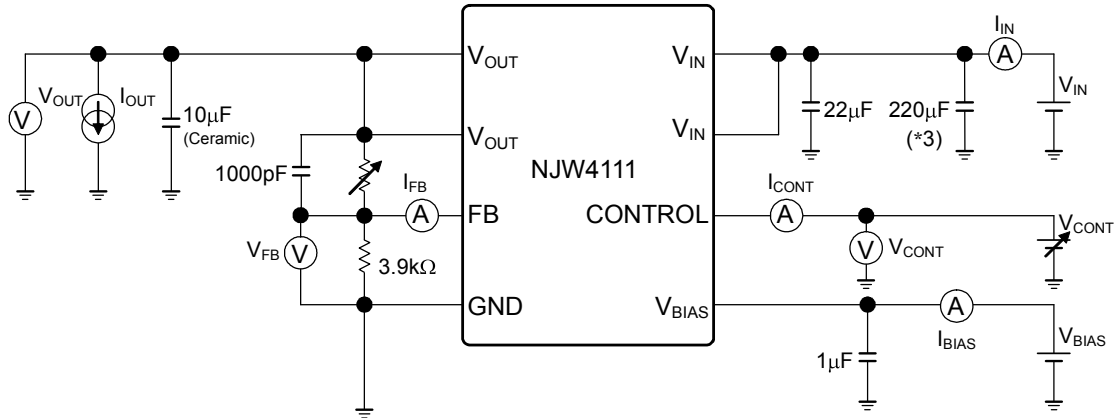 I_IN
V_OUT V_IN A
V_IN
V_OUT I_OUT
V 10μF 22μF 220μF
(Ceramic) (*3)
V_OUT V_IN
1000pF NJW4111
I_FB I_CONT
A FB CONTROL A
V_CONT
V_FB V 3.9kΩ V V_CONT
GND V_BIAS A
I_BIAS V_BIAS
1μF